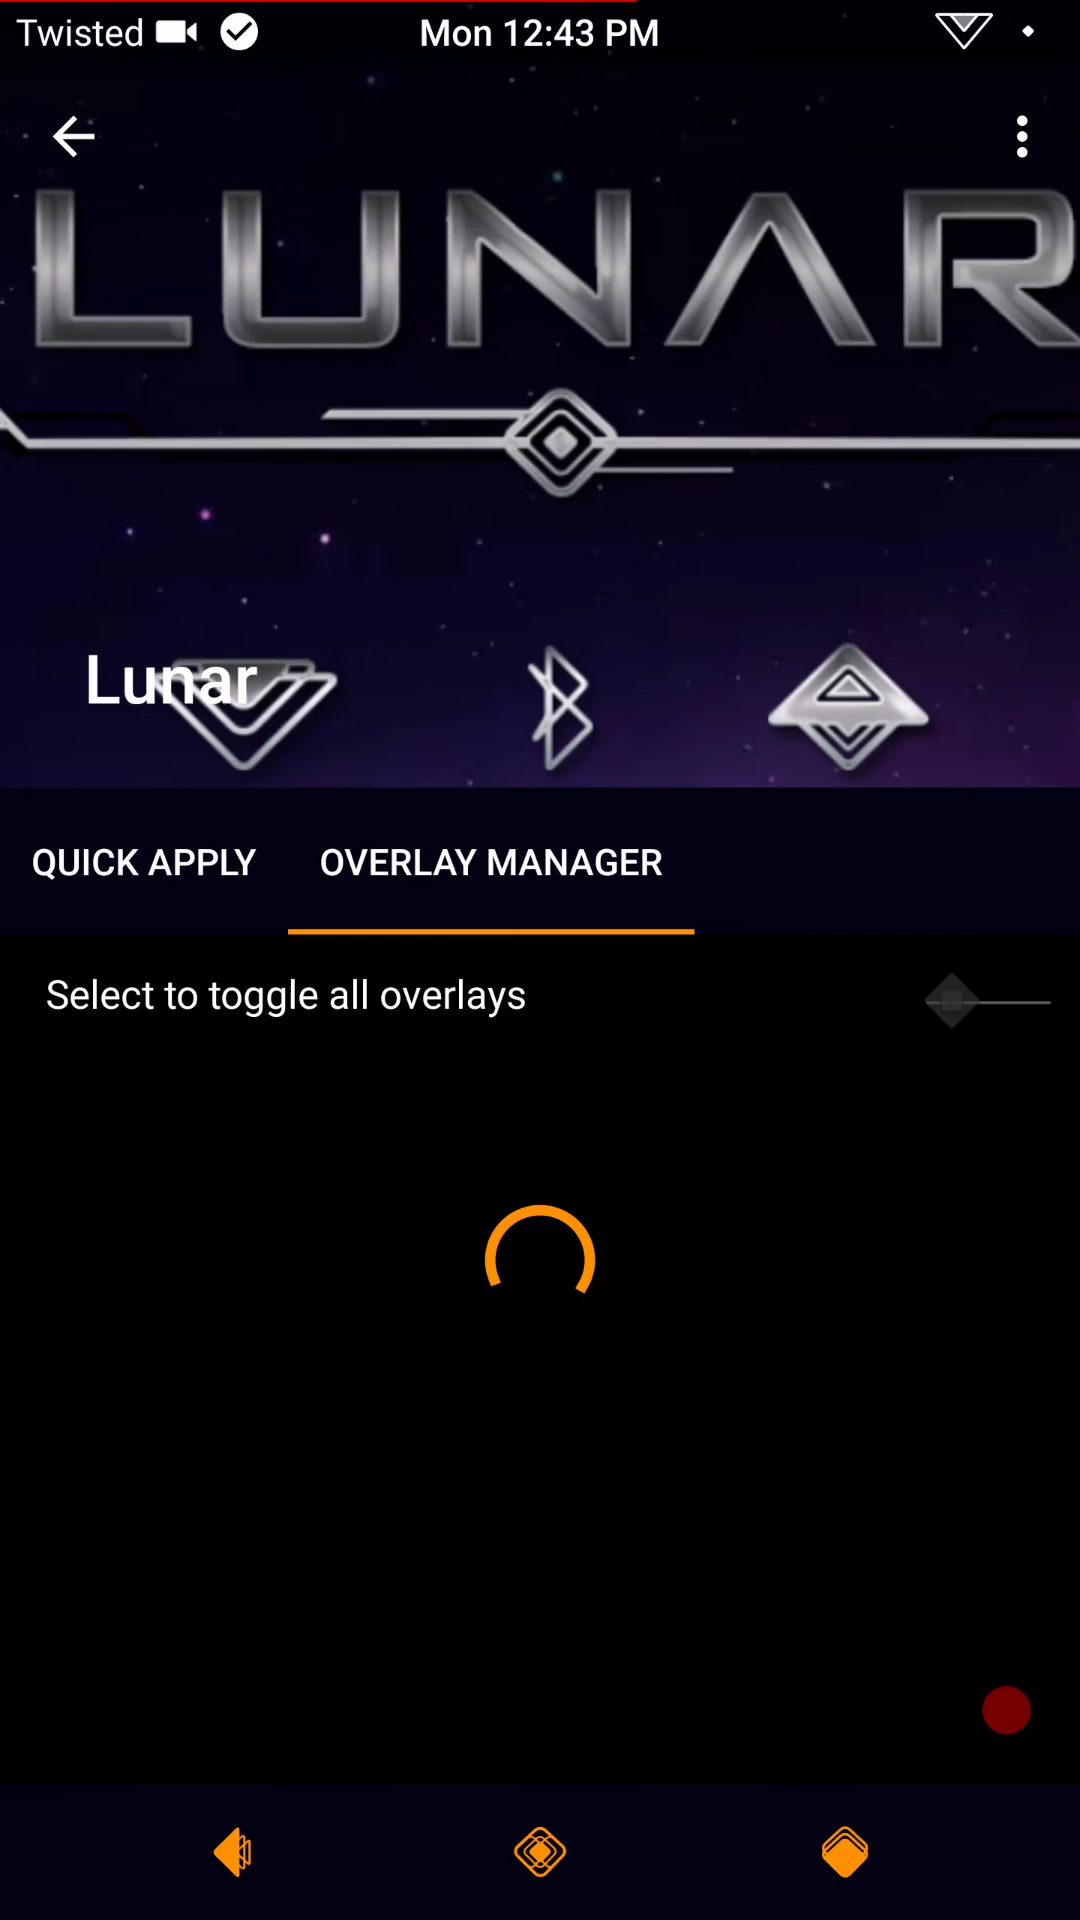 Twisted Mon 12:43 PM
LUNAR
Lunar
QUICK APPLY OVERLAY MANAGER
Select to toggle all overlays